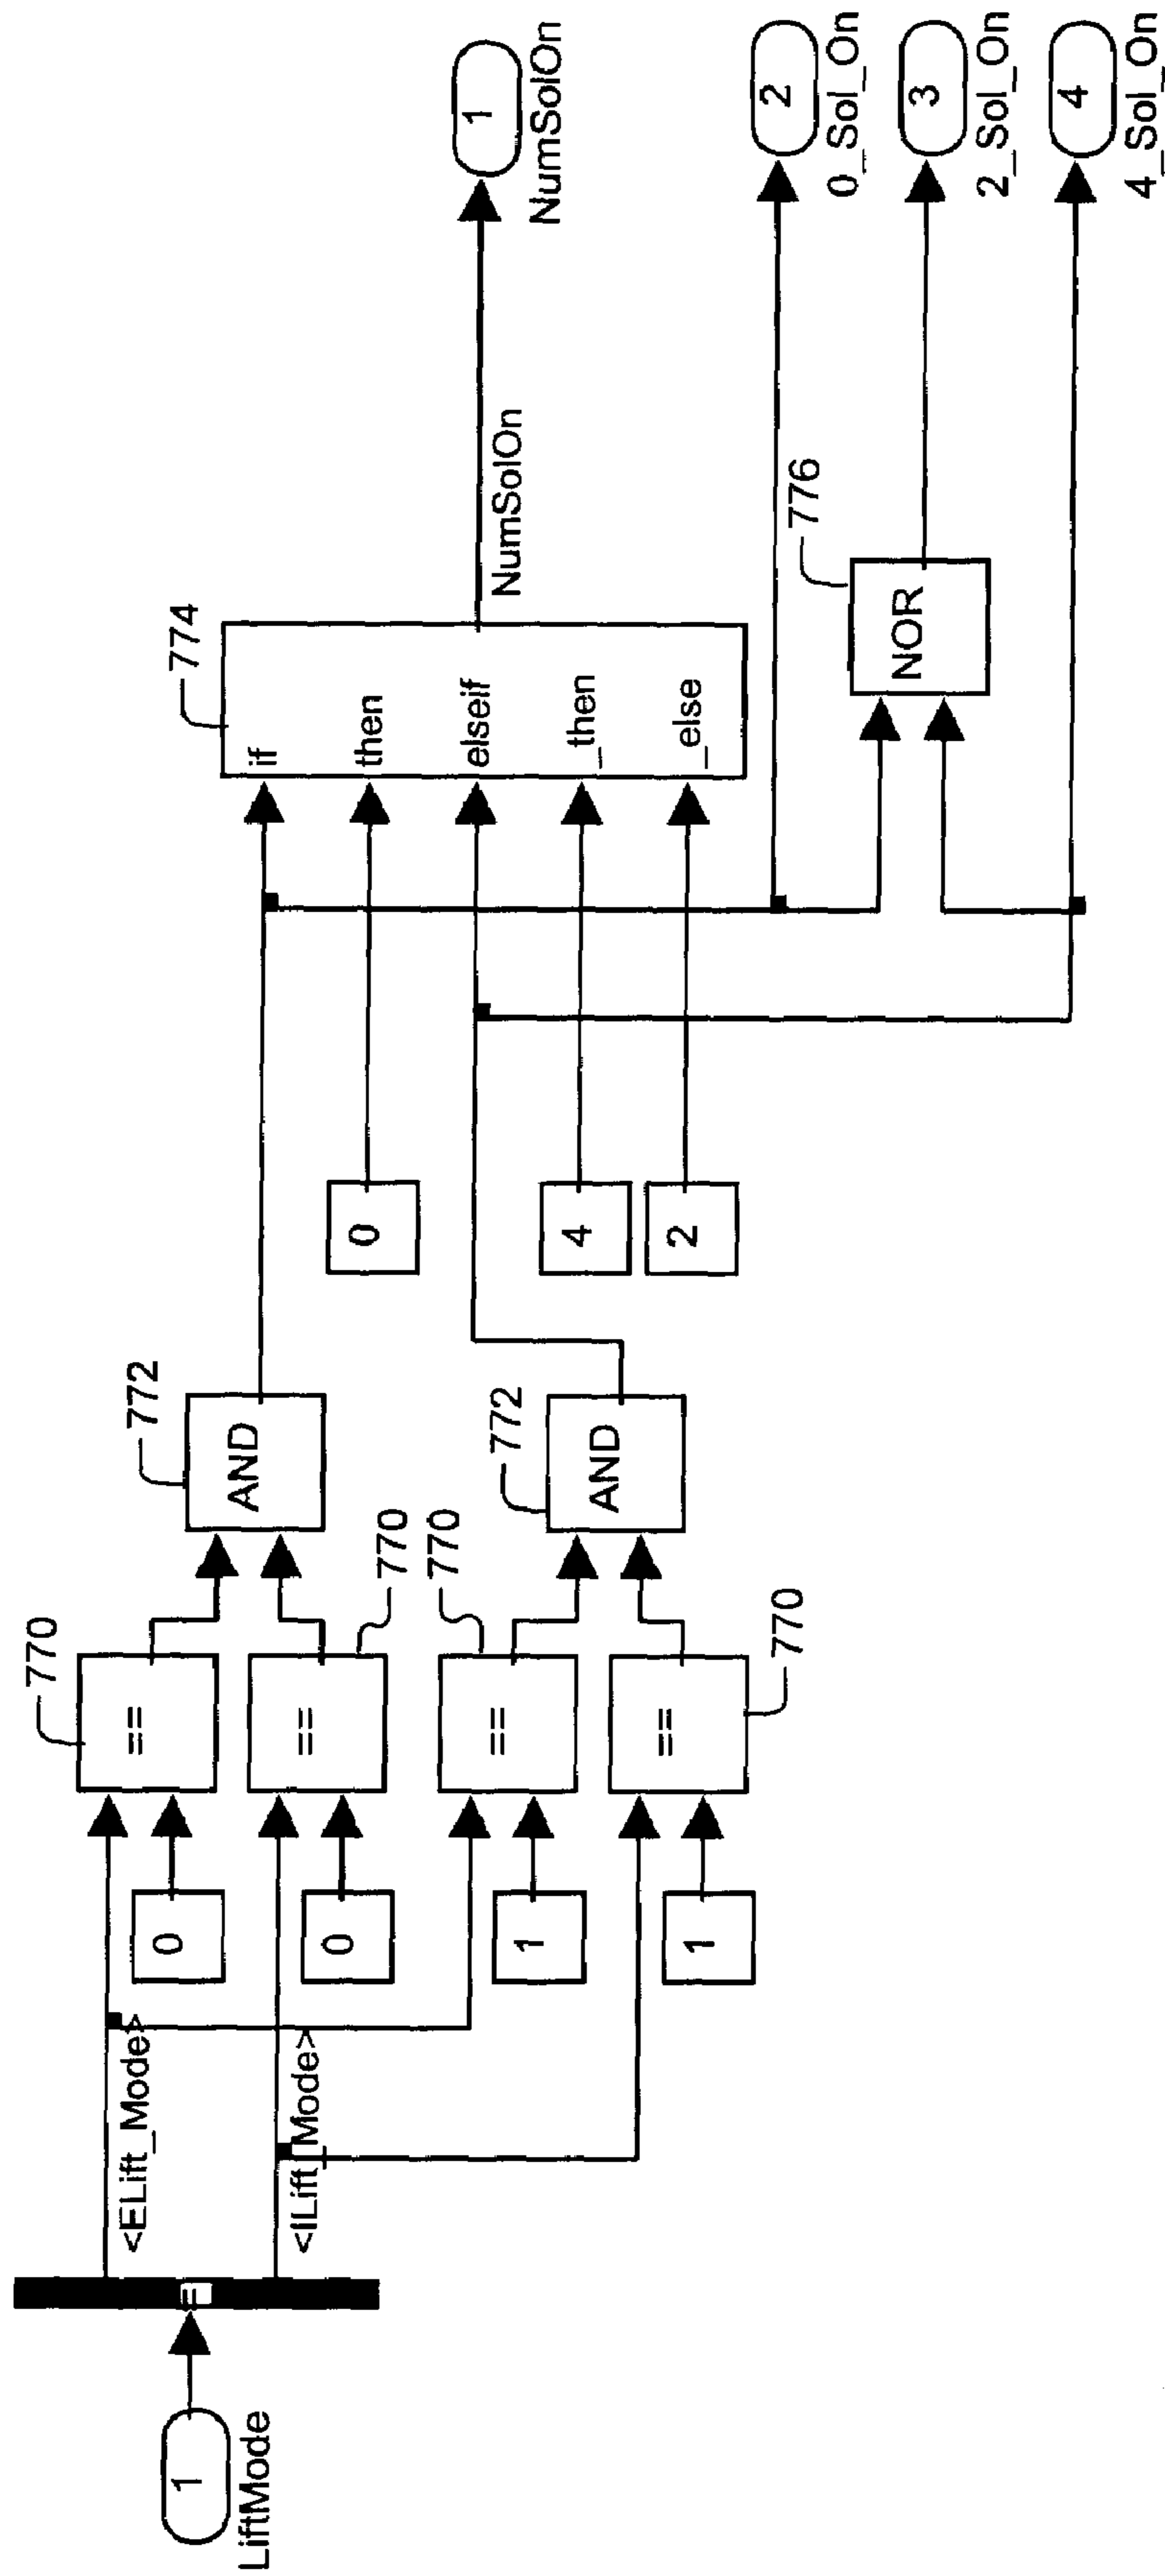 1
LiftMode
=
<ELift_Mode>
<ILift_Mode>
0
0
1
1
770
==
770
==
770
==
770
==
772
AND
772
AND
0
4
2
774
if
then
elseif
_then
_else
NumSolOn
1
NumSolOn
776
NOR
2
0_Sol_On
3
2_Sol_On
4
4_Sol_On